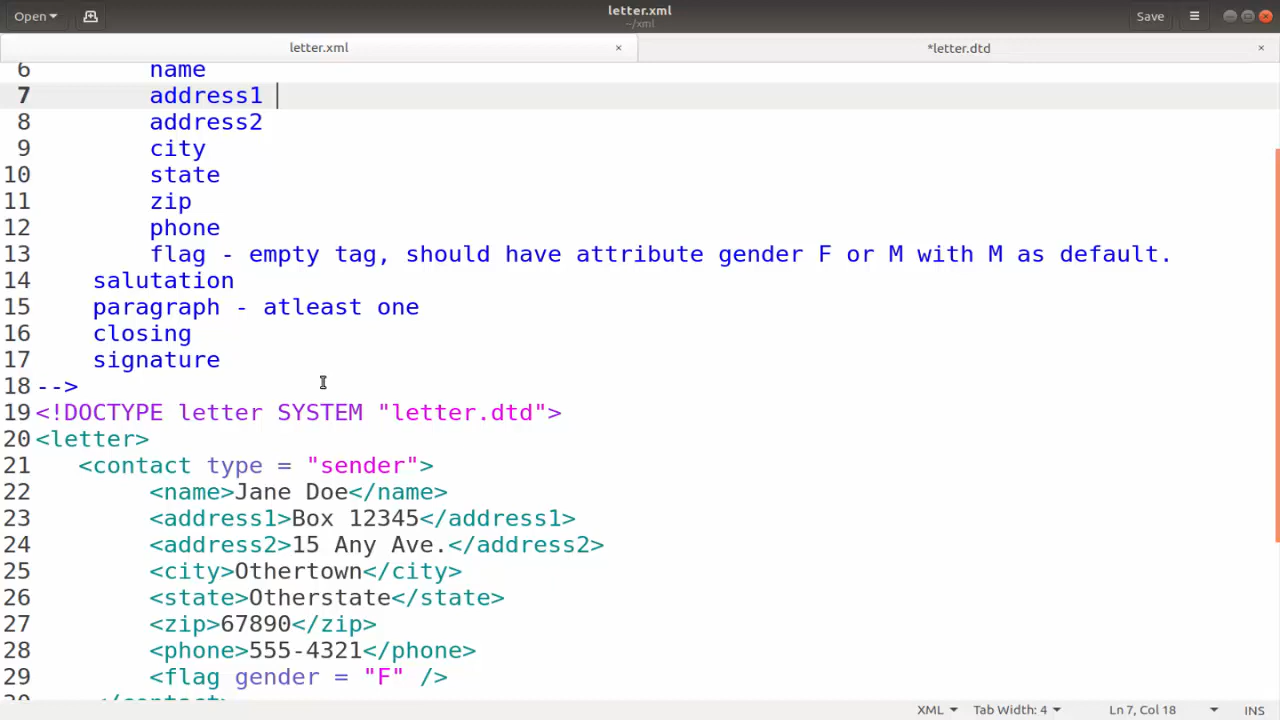 Open
letter.xml
~/xml
Save
letter.xml ×
*letter.dtd ×
6 name
7 address1
8 address2
9 city
10 state
11 zip
12 phone
13 flag - empty tag, should have attribute gender F or M with M as default.
14 salutation
15 paragraph - atleast one
16 closing
17 signature
18 -->
19 <!DOCTYPE letter SYSTEM "letter.dtd">
20 <letter>
21 <contact type = "sender">
22 <name>Jane Doe</name>
23 <address1>Box 12345</address1>
24 <address2>15 Any Ave.</address2>
25 <city>Othertown</city>
26 <state>Otherstate</state>
27 <zip>67890</zip>
28 <phone>555-4321</phone>
29 <flag gender = "F" />
30 </contact>
XML Tab Width: 4 Ln 7, Col 18 INS